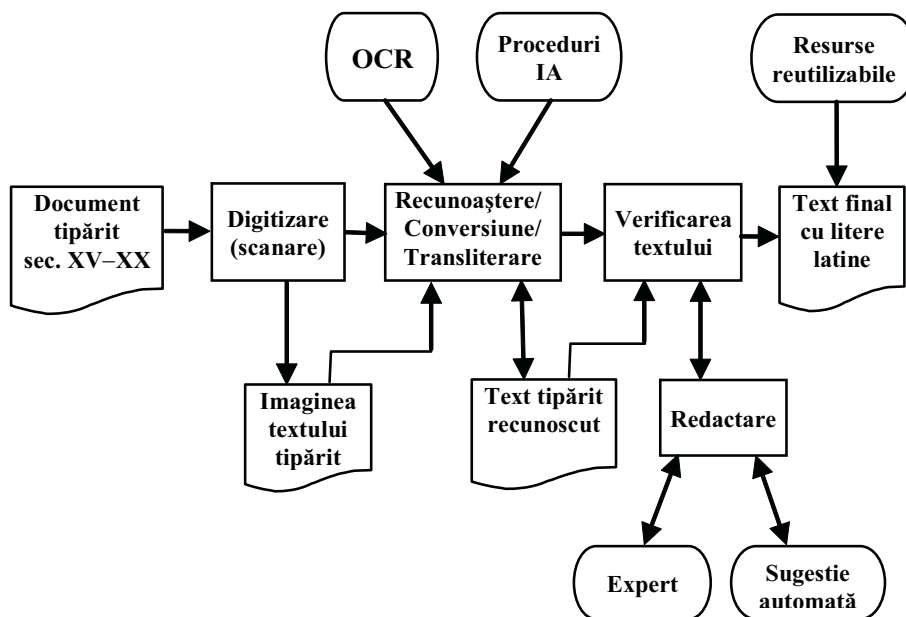 OCR
Proceduri
IA
Resurse
reutilizabile
Document
tipărit
sec. XV–XX
Digitizare
(scanare)
Recunoaştere/
Conversiune/
Transliterare
Verificarea
textului
Text final
cu litere
latine
Imaginea
textului
tipărit
Text tipărit
recunoscut
Redactare
Expert
Sugestie
automată